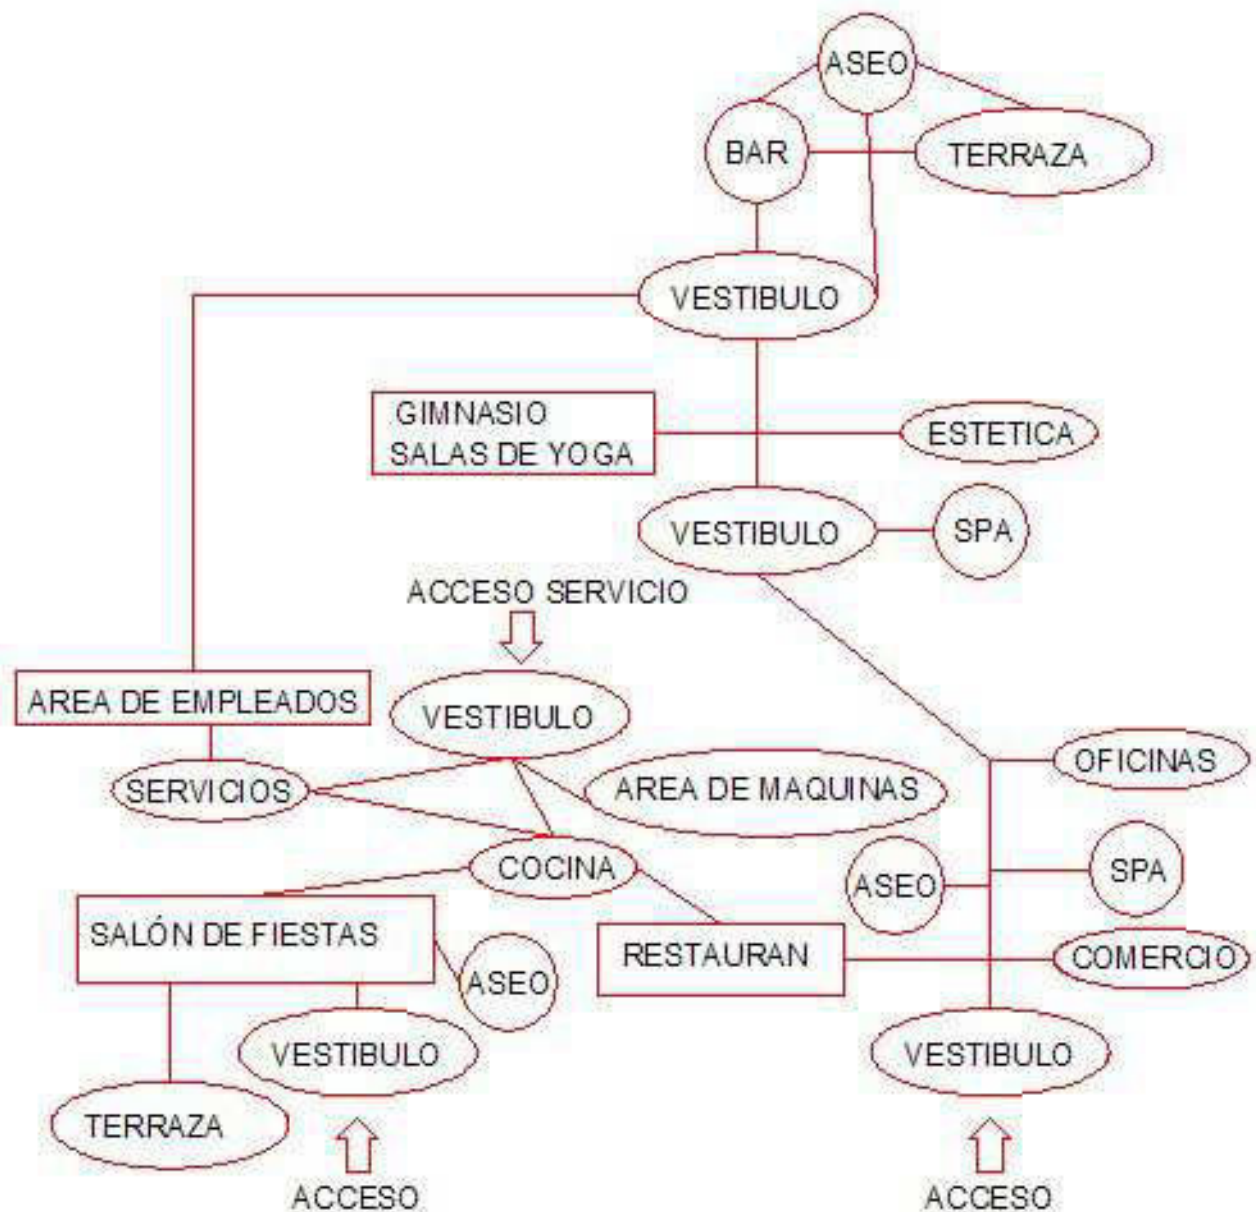 ASEO
BAR
TERRAZA
VESTIBULO
GIMNASIO
SALAS DE YOGA
ESTETICA
VESTIBULO
SPA
ACCESO SERVICIO
AREA DE EMPLEADOS
VESTIBULO
SERVICIOS
AREA DE MAQUINAS
OFICINAS
COCINA
ASEO
SPA
SALÓN DE FIESTAS
ASEO
RESTAURAN
COMERCIO
VESTIBULO
VESTIBULO
TERRAZA
ACCESO
ACCESO